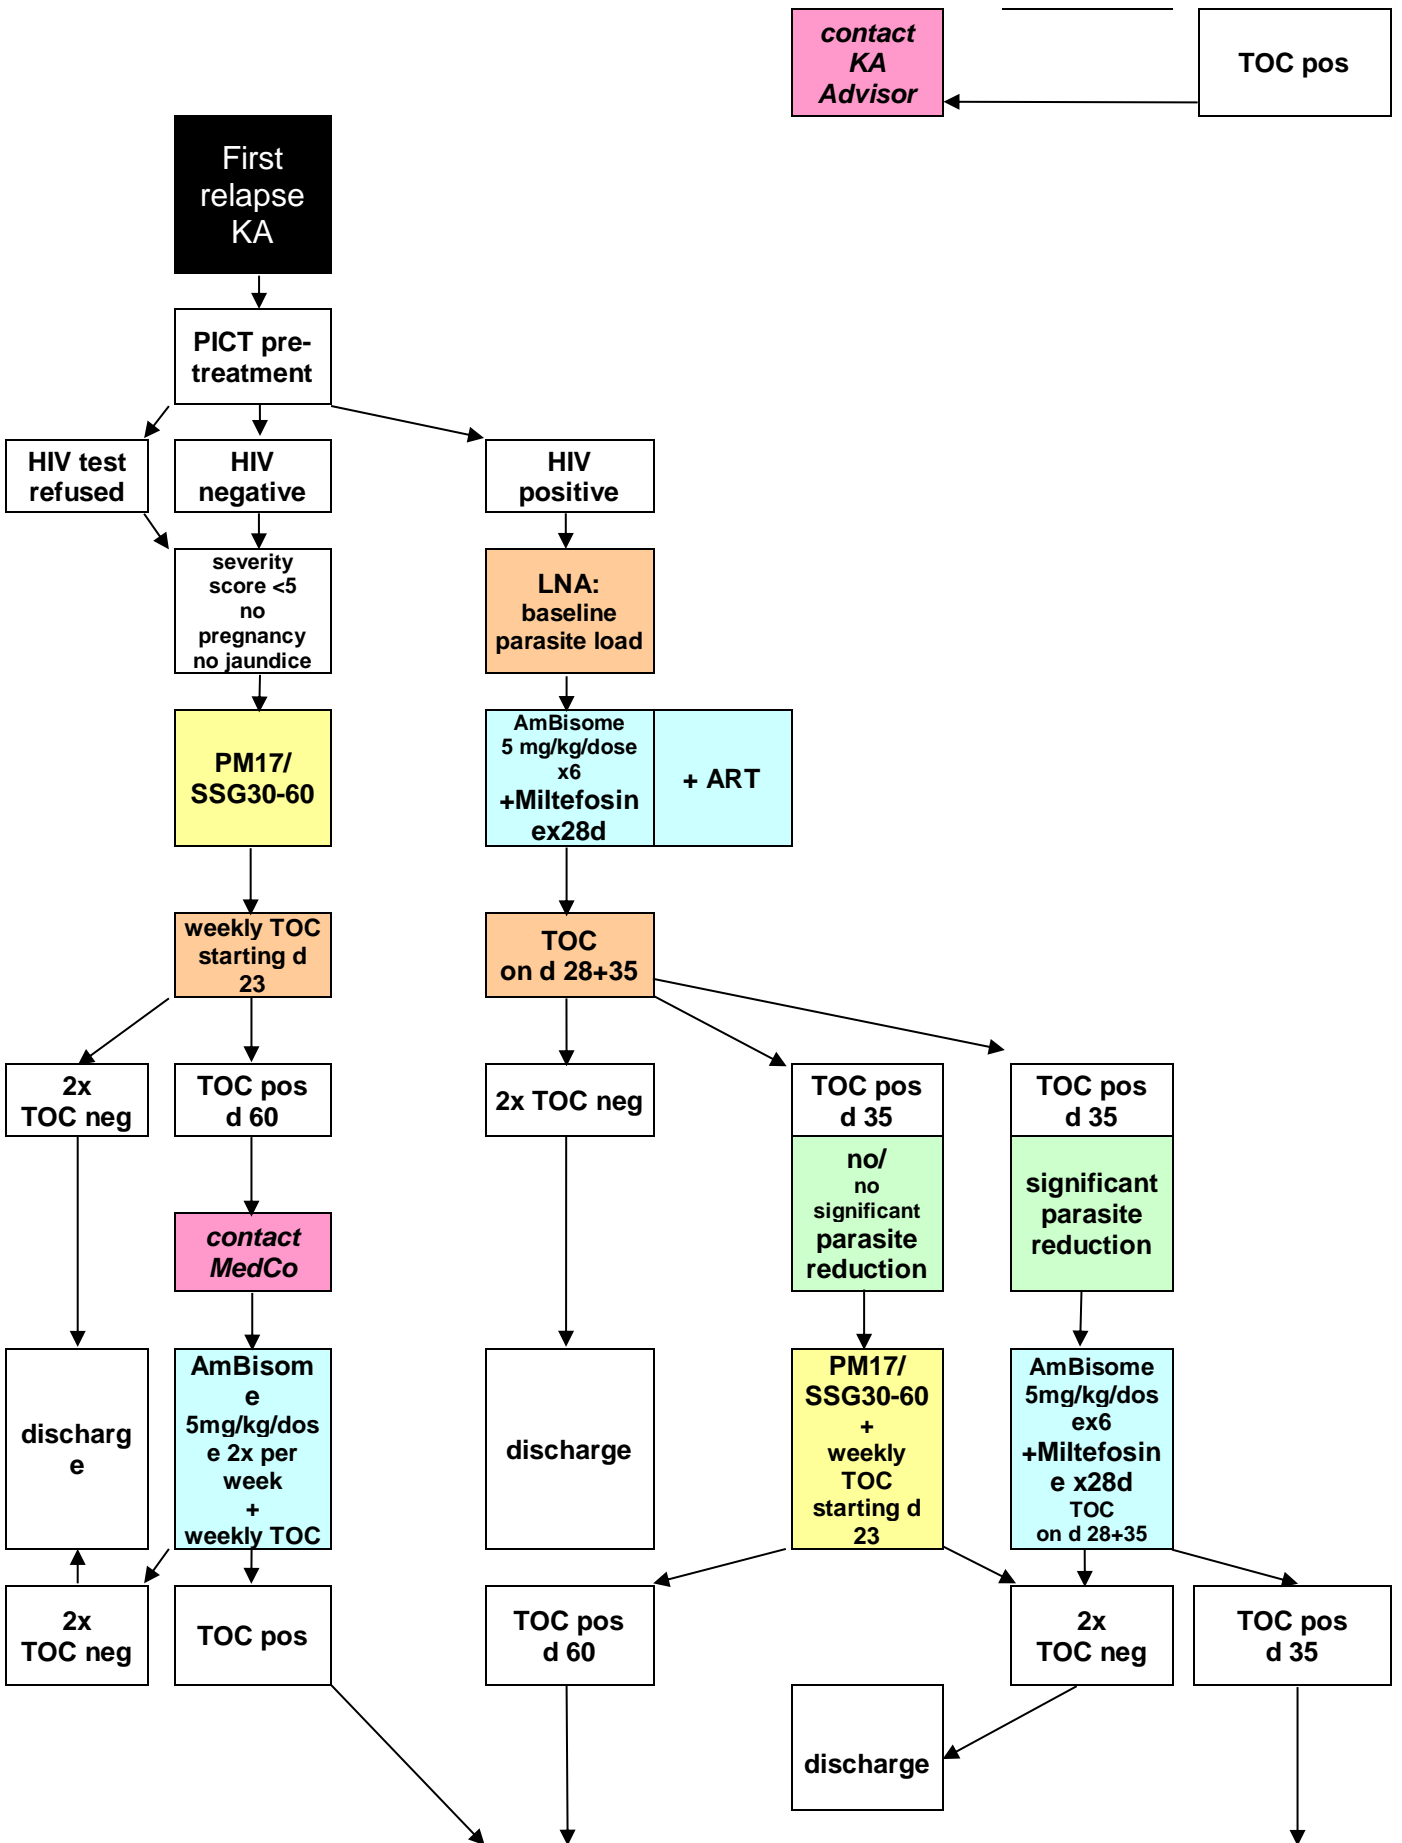 contact
KA
Advisor
TOC pos
First
relapse
KA
PICT pre-
treatment
HIV test
refused
HIV
negative
HIV
positive
severity
score <5
no
pregnancy
no jaundice
LNA:
baseline
parasite load
PM17/
SSG30-60
AmBisome
5 mg/kg/dose
x6
+Miltefosin
ex28d
+ ART
weekly TOC
starting d
23
TOC
on d 28+35
2x
TOC neg
TOC pos
d 60
2x TOC neg
TOC pos
d 35
TOC pos
d 35
no/
no
significant
parasite
reduction
significant
parasite
reduction
contact
MedCo
discharg
e
AmBisom
e
5mg/kg/dos
e 2x per
week
+
weekly TOC
discharge
PM17/
SSG30-60
+
weekly
TOC
starting d
23
AmBisome
5mg/kg/dos
ex6
+Miltefosin
e x28d
TOC
on d 28+35
2x
TOC neg
TOC pos
TOC pos
d 60
2x
TOC neg
TOC pos
d 35
discharge